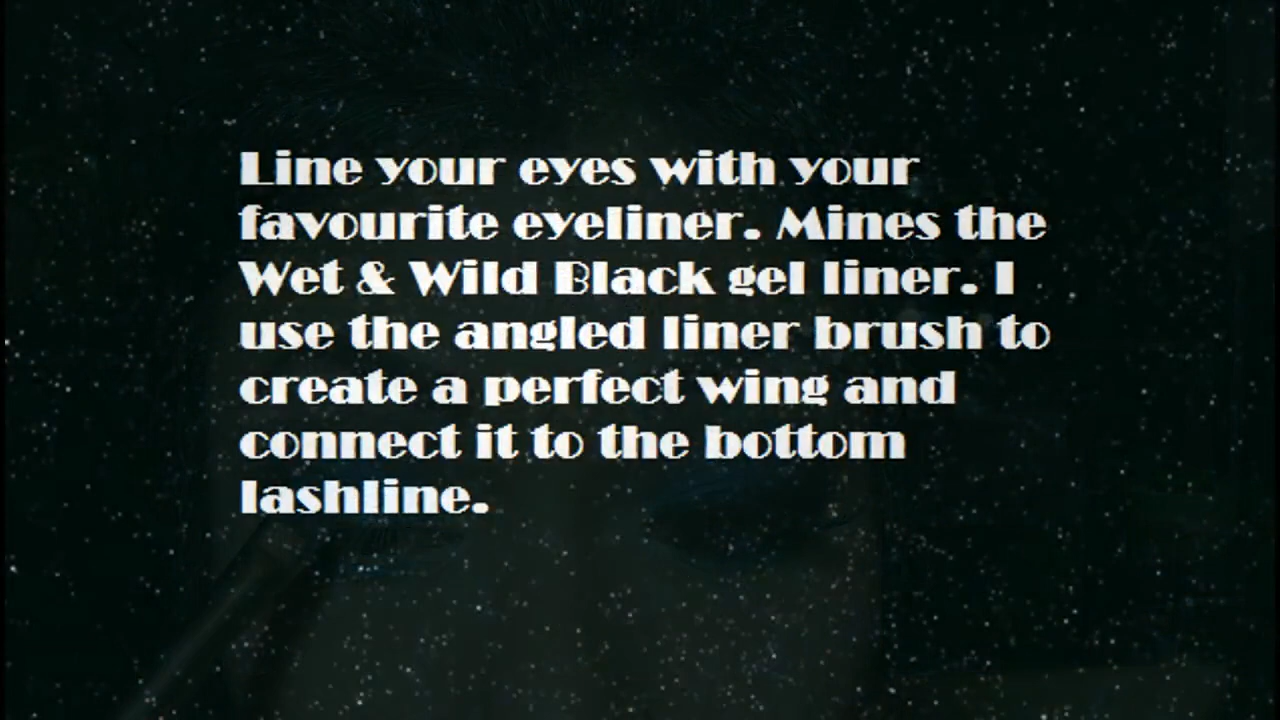 Line your eyes with your
favourite eyeliner. Mines the
Wet & Wild Black gel liner. I
use the angled liner brush to
create a perfect wing and
connect it to the bottom
lashline.